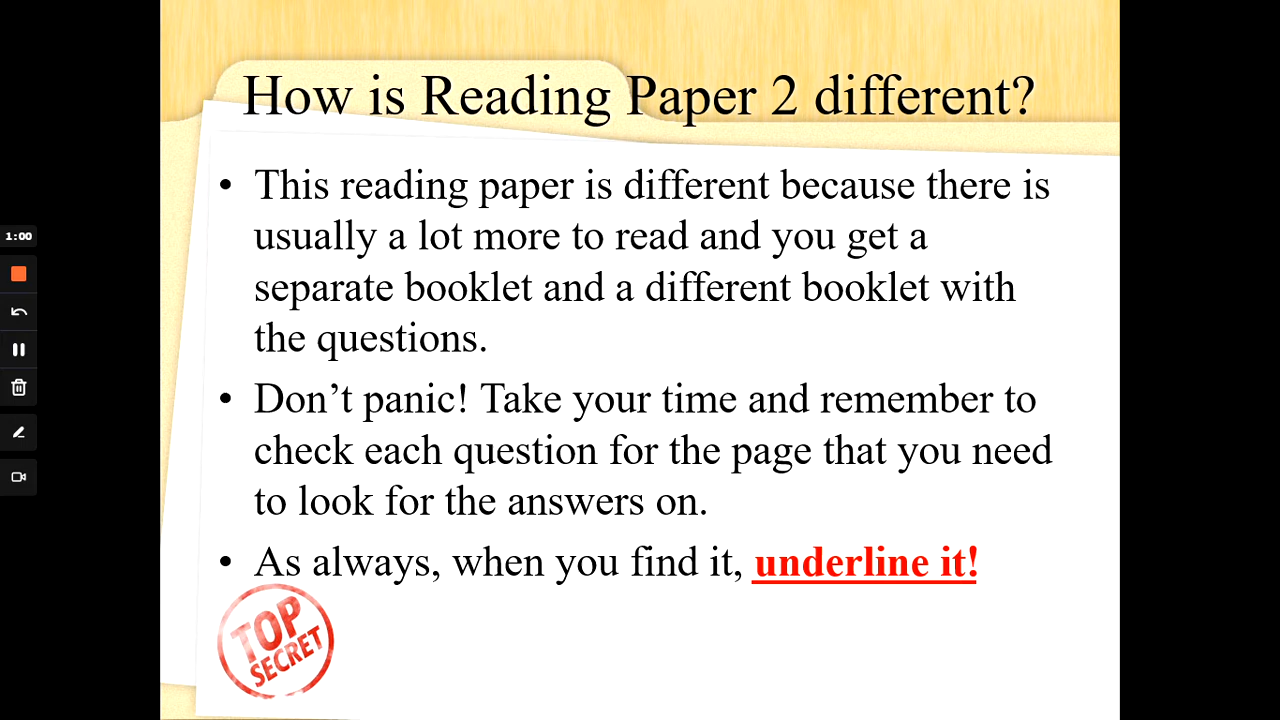 How is Reading Paper 2 different?
• This reading paper is different because there is
usually a lot more to read and you get a
separate booklet and a different booklet with
the questions.
• Don’t panic! Take your time and remember to
check each question for the page that you need
to look for the answers on.
• As always, when you find it, underline it!
TOP
SECRET
1:00